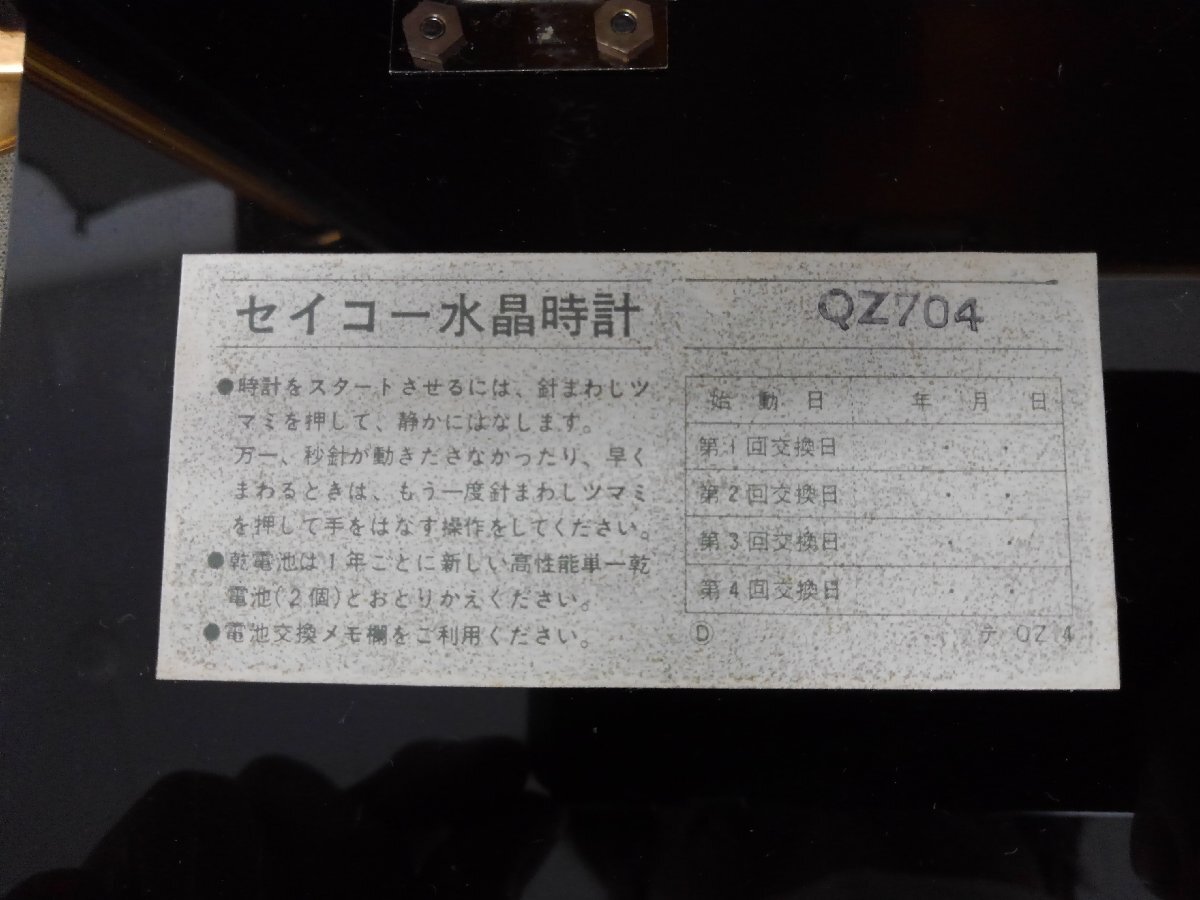 セイコー水晶時計
●時計をスタートさせるには、針まわしツ
マミを押して、静かにはなします。
万一、秒針が動きださなかったり、早く
まわるときは、もう一度針まわしツマミ
を押して手をはなす操作をしてください。
●乾電池は1年ごとに新しい高性能単一乾
電池(2個)とおとりかえください。
●電池交換メモ欄をご利用ください。
QZ704
始動日 年 月 日
第1回交換日 ・ ・
第2回交換日 ・ ・
第3回交換日 ・ ・
第4回交換日 ・ ・
D テ QZ 4